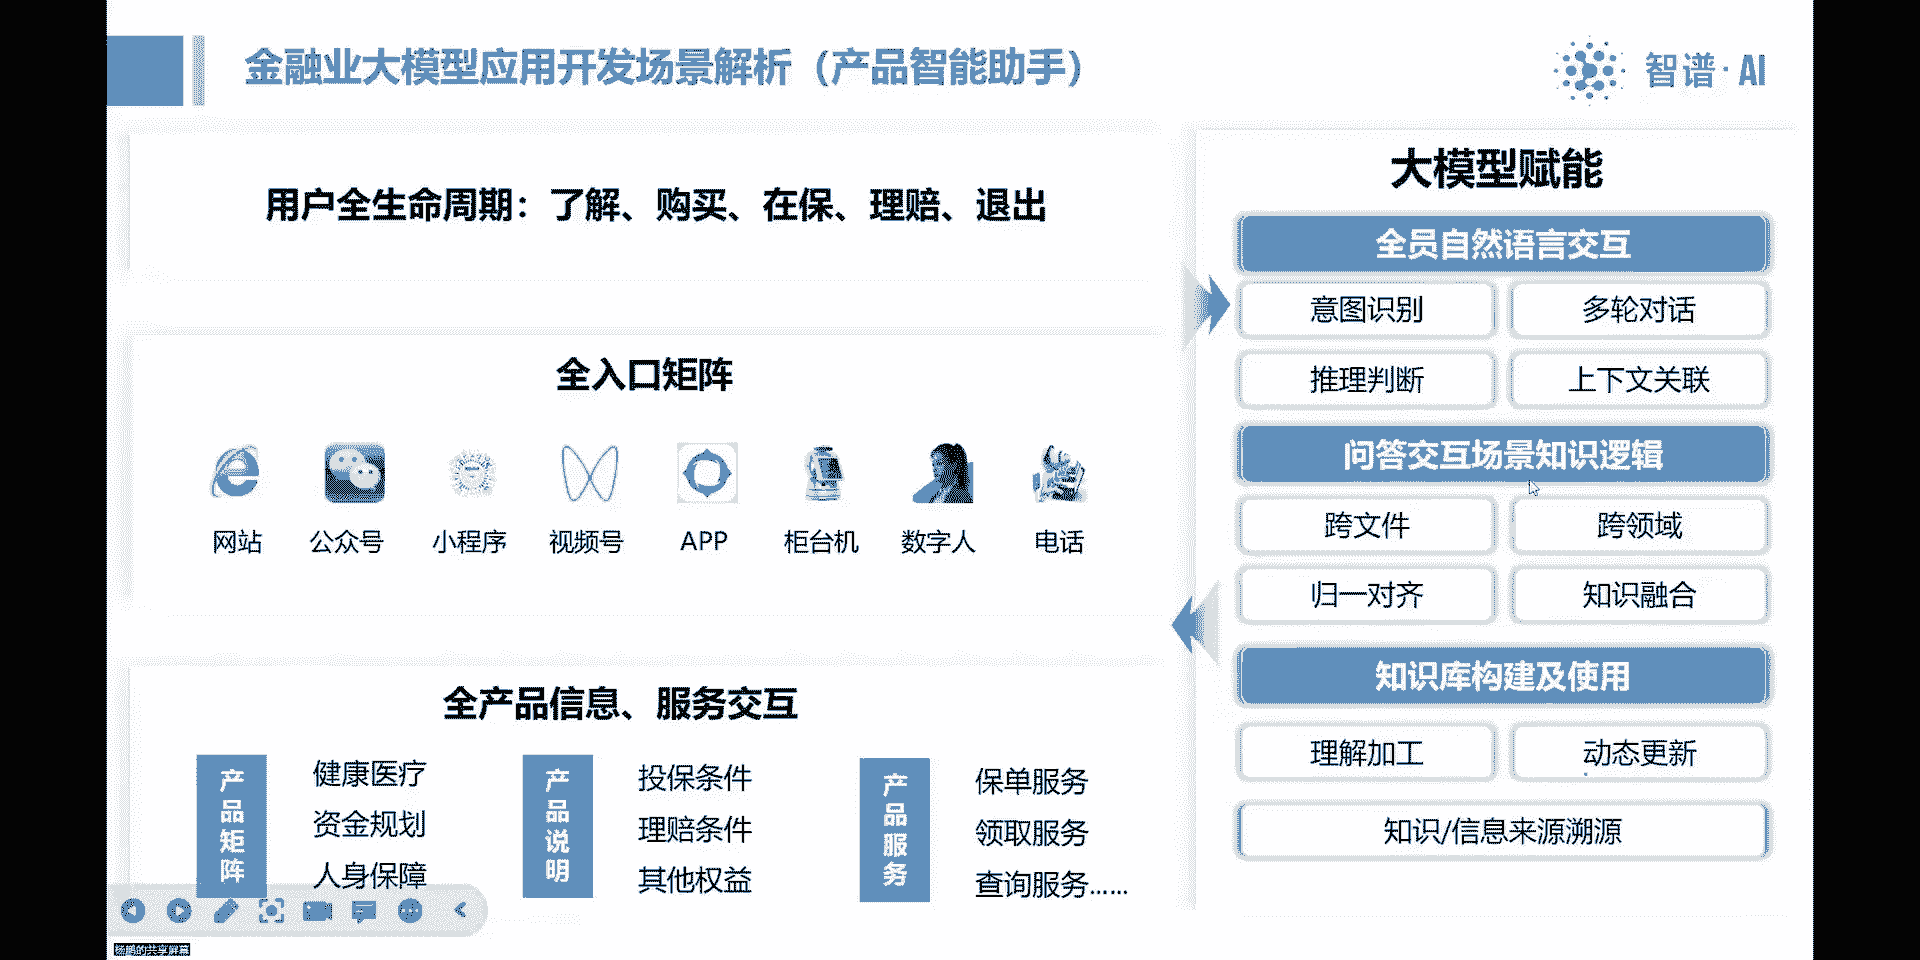 金融业大模型应用开发场景解析（产品智能助手）
智谱·AI
用户全生命周期：了解、购买、在保、理赔、退出
全入口矩阵
网站
公众号
小程序
视频号
APP
柜台机
数字人
电话
全产品信息、服务交互
产品矩阵
健康医疗
资金规划
人身保障
产品说明
投保条件
理赔条件
其他权益
产品服务
保单服务
领取服务
查询服务......
大模型赋能
全员自然语言交互
意图识别
多轮对话
推理判断
上下文关联
问答交互场景知识逻辑
跨文件
跨领域
归一对齐
知识融合
知识库构建及使用
理解加工
动态更新
知识/信息来源溯源
杨鹏的共享屏幕